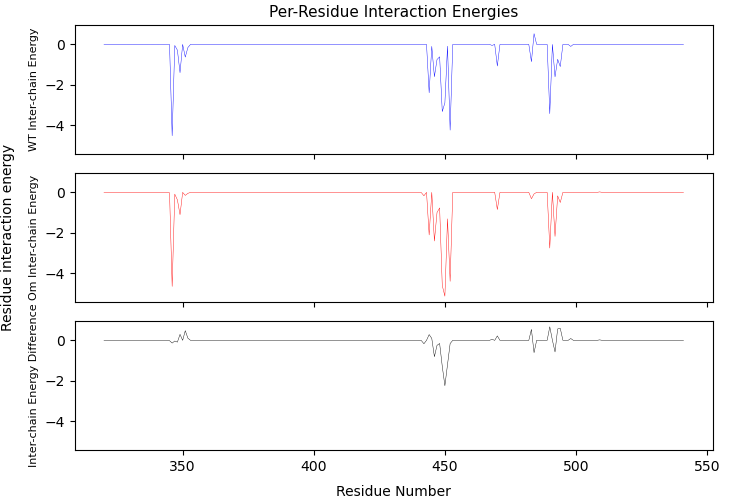 Per-Residue Interaction Energies
Residue interaction energy
WT Inter-chain Energy
0
−2
−4
Om Inter-chain Energy
0
−2
−4
Inter-chain Energy Difference
0
−2
−4
350
400
450
500
550
Residue Number